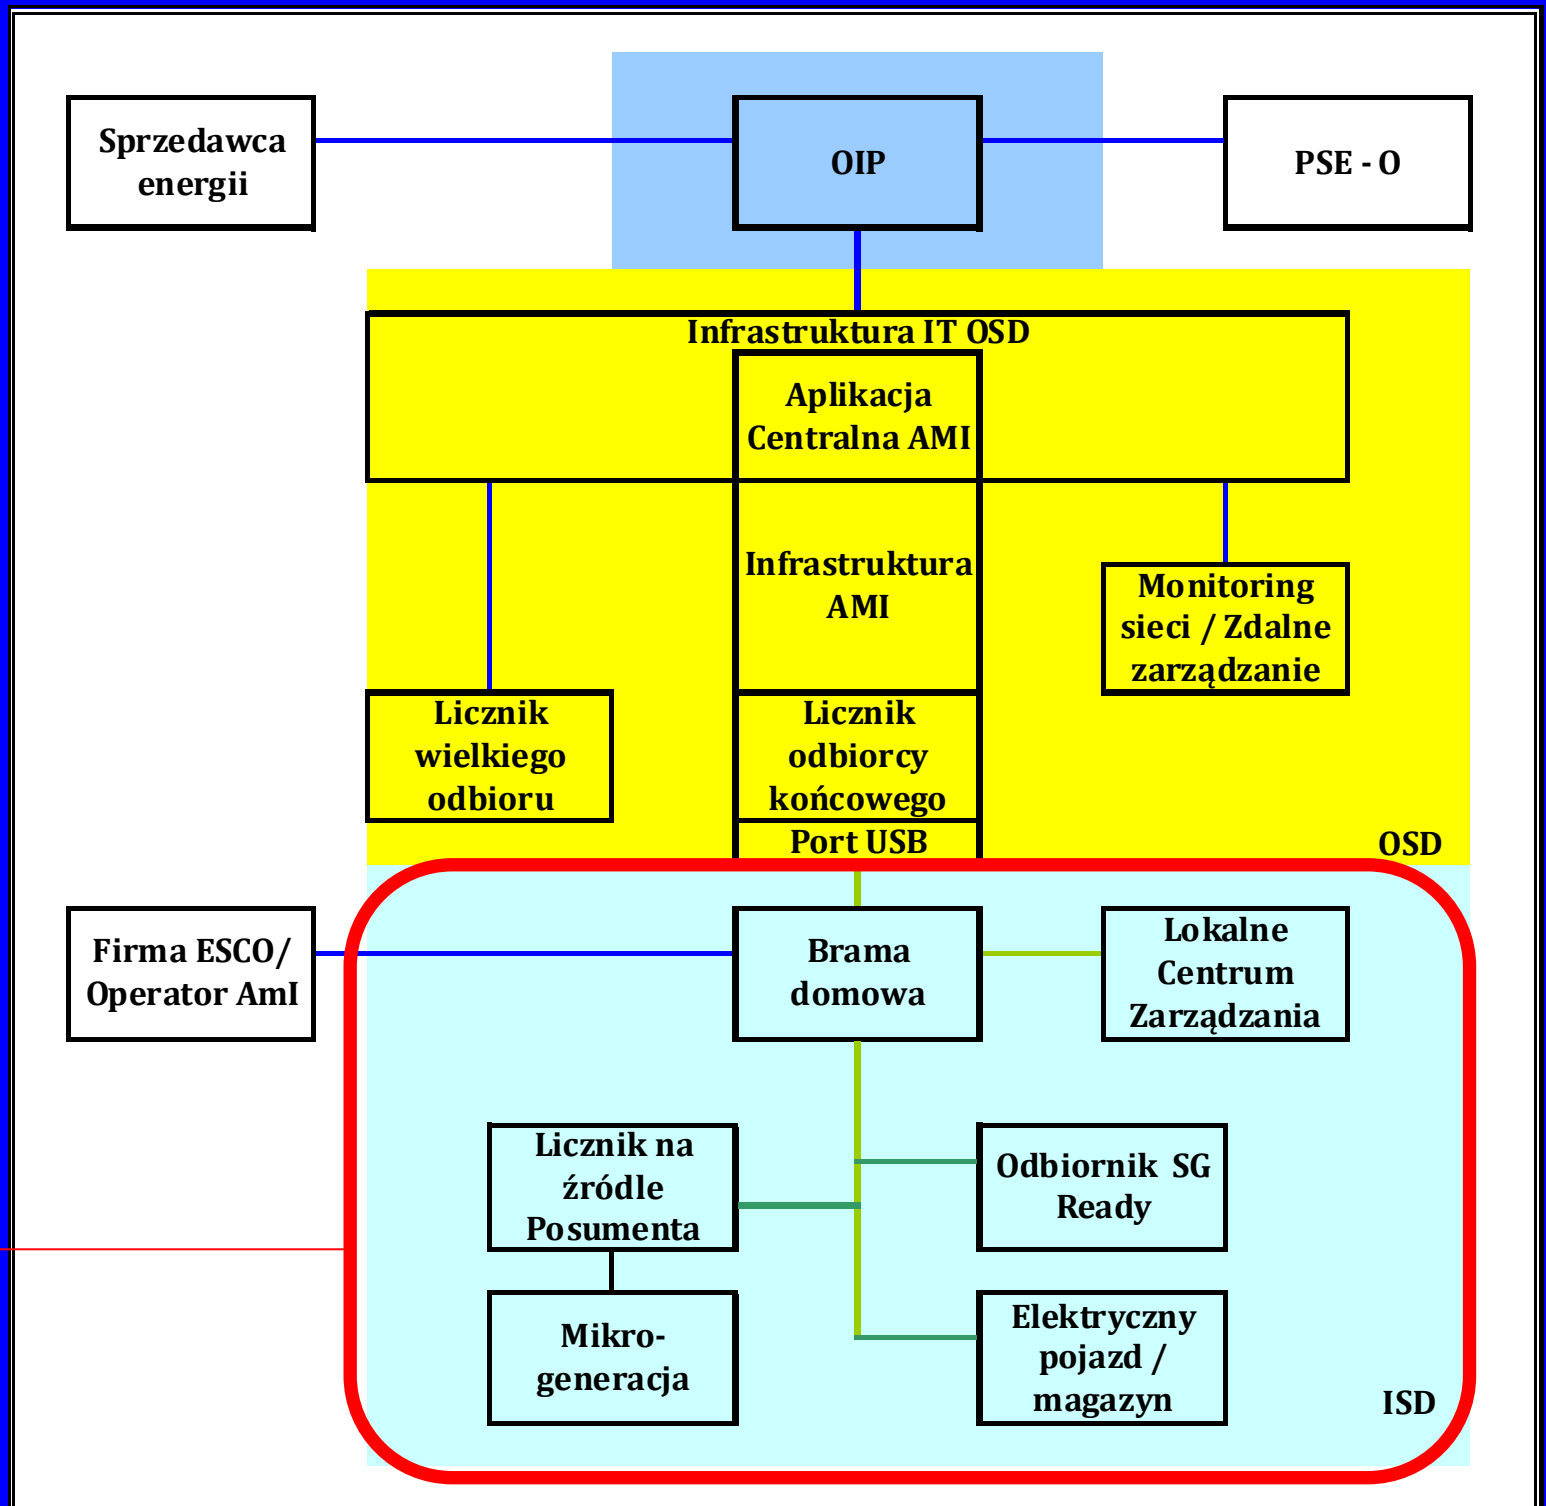 Sprzedawca
energii
OIP
PSE - O
Infrastruktura IT OSD
Aplikacja
Centralna AMI
Infrastruktura
AMI
Monitoring
sieci / Zdalne
zarządzanie
Licznik
wielkiego
odbioru
Licznik
odbiorcy
końcowego
Port USB
OSD
Firma ESCO/
Operator AmI
Brama
domowa
Lokalne
Centrum
Zarządzania
Licznik na
źródle
Posumenta
Odbiornik SG
Ready
Mikro-
generacja
Elektryczny
pojazd /
magazyn
ISD